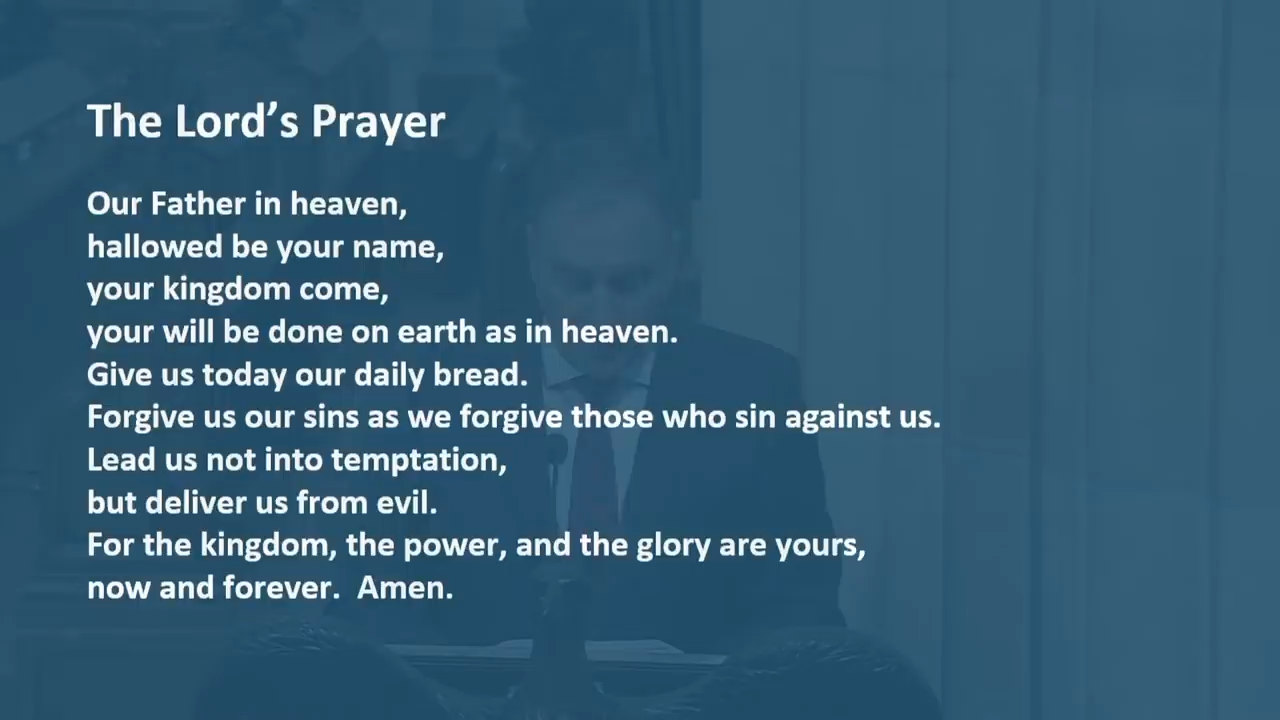 The Lord’s Prayer
Our Father in heaven,
hallowed be your name,
your kingdom come,
your will be done on earth as in heaven.
Give us today our daily bread.
Forgive us our sins as we forgive those who sin against us.
Lead us not into temptation,
but deliver us from evil.
For the kingdom, the power, and the glory are yours,
now and forever.  Amen.